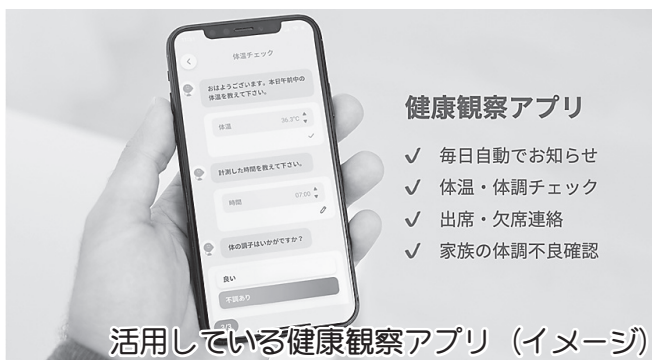 体温チェック
おはようございます。本日午前中の
体温を教えて下さい。
体温 36.3℃
計測した時間を教えて下さい。
時間 07:00
体の調子はいかがですか？
良い
不調あり
健康観察アプリ
毎日自動でお知らせ
体温・体調チェック
出席・欠席連絡
家族の体調不良確認
活用している健康観察アプリ（イメージ）